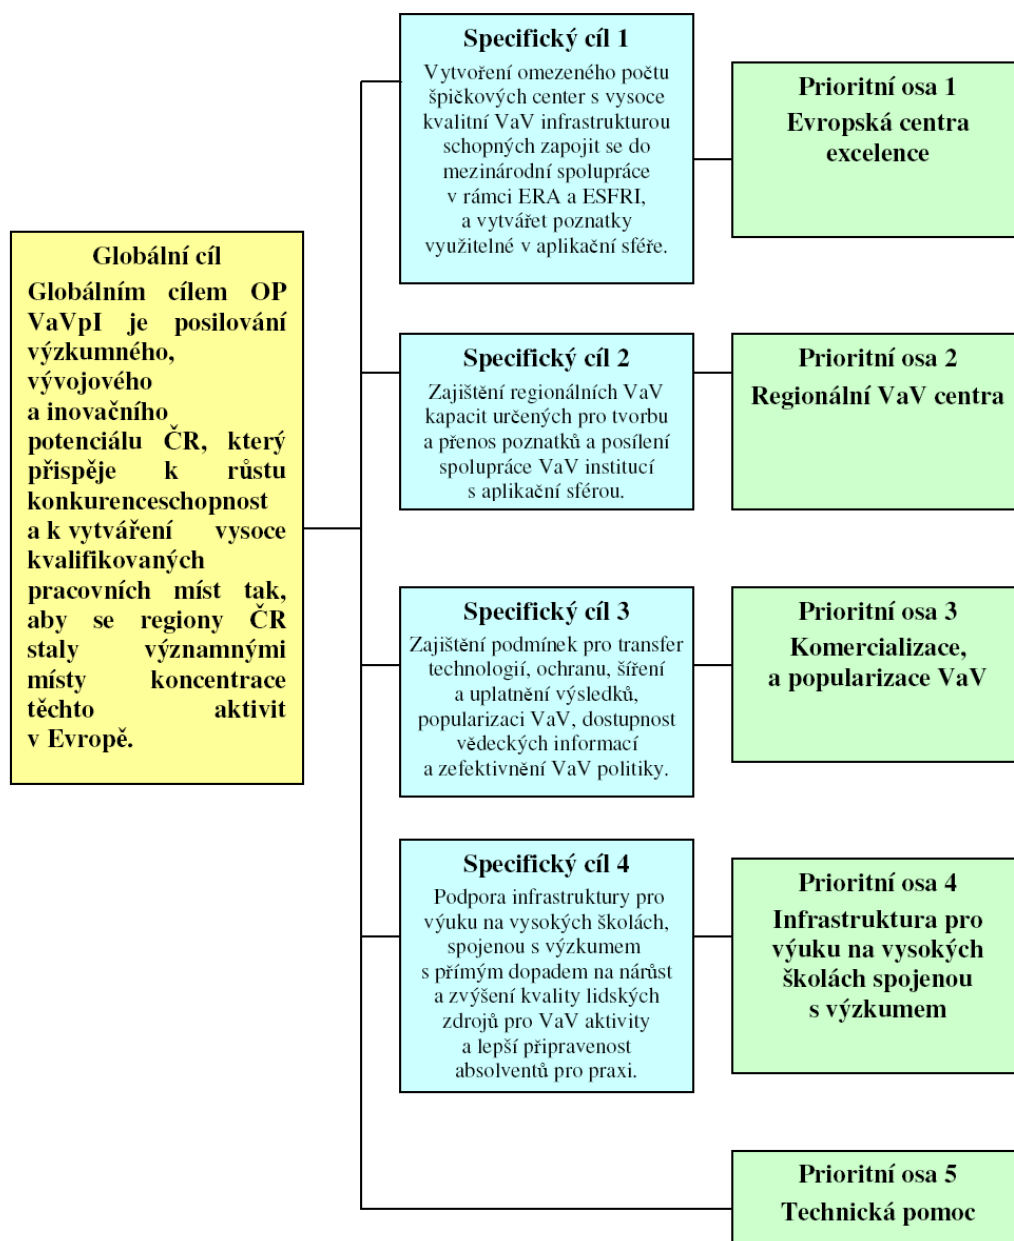 Globální cíl
Globálním cílem OP
VaVpI je posilování
výzkumného,
vývojového
a inovačního
potenciálu ČR, který
přispěje k růstu
konkurenceschopnost
a k vytváření vysoce
kvalifikovaných
pracovních míst tak,
aby se regiony ČR
staly významnými
místy koncentrace
těchto aktivit
v Evropě.
Specifický cíl 1
Vytvoření omezeného počtu
špičkových center s vysoce
kvalitní VaV infrastrukturou
schopných zapojit se do
mezinárodní spolupráce
v rámci ERA a ESFRI,
a vytvářet poznatky
využitelné v aplikační sféře.
Prioritní osa 1
Evropská centra
excelence
Specifický cíl 2
Zajištění regionálních VaV
kapacit určených pro tvorbu
a přenos poznatků a posílení
spolupráce VaV institucí
s aplikační sférou.
Prioritní osa 2
Regionální VaV centra
Specifický cíl 3
Zajištění podmínek pro transfer
technologií, ochranu, šíření
a uplatnění výsledků,
popularizaci VaV, dostupnost
vědeckých informací
a zefektivnění VaV politiky.
Prioritní osa 3
Komercializace,
a popularizace VaV
Specifický cíl 4
Podpora infrastruktury pro
výuku na vysokých školách,
spojenou s výzkumem
s přímým dopadem na nárůst
a zvýšení kvality lidských
zdrojů pro VaV aktivity
a lepší připravenost
absolventů pro praxi.
Prioritní osa 4
Infrastruktura pro
výuku na vysokých
školách spojenou
s výzkumem
Prioritní osa 5
Technická pomoc